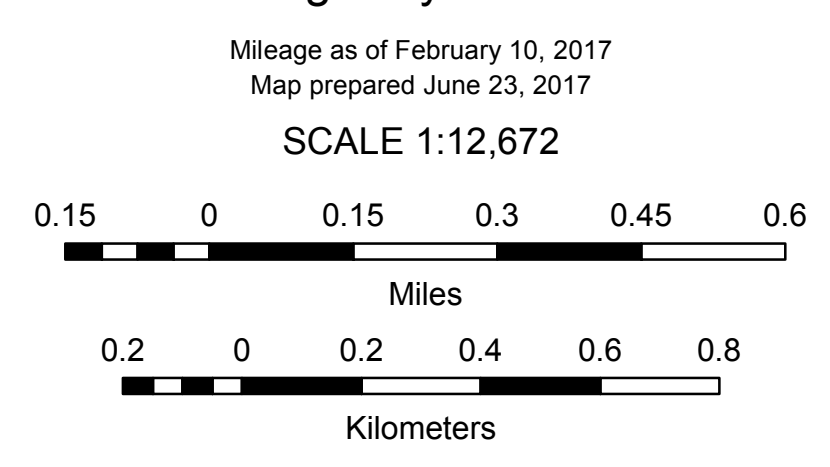 Mileage as of February 10, 2017
Map prepared June 23, 2017
SCALE 1:12,672
0.15 0 0.15 0.3 0.45 0.6
Miles
0.2 0 0.2 0.4 0.6 0.8
Kilometers